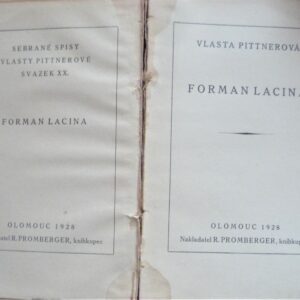 SEBRANÉ SPISY
VLASTY PITTNEROVÉ
SVAZEK XX.
FORMAN LACINA
OLOMOUC 1928
Nakladatel R. PROMBERGER, knihkupec
VLASTA PITTNEROVÁ
FORMAN LACINA
OLOMOUC 1928
Nakladatel R. PROMBERGER, knihkupec